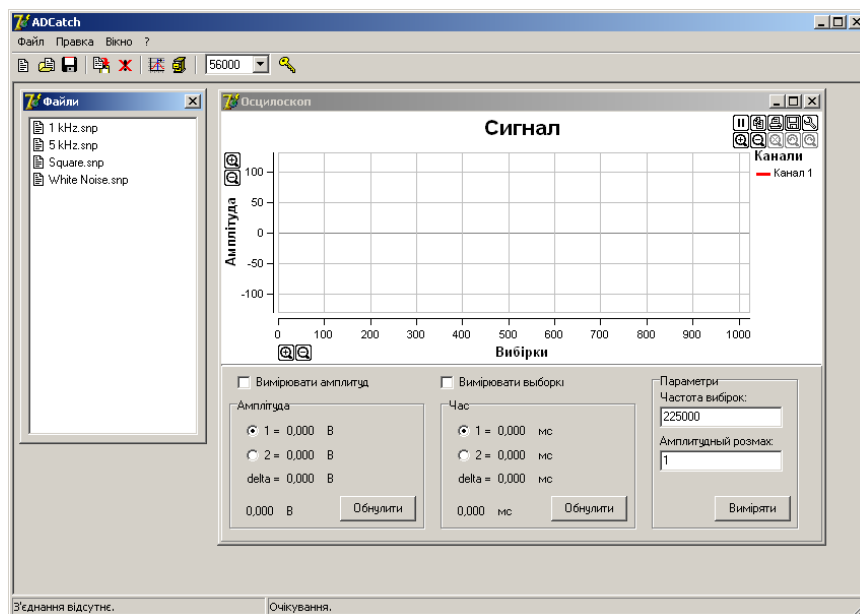 ADCatch
Файл Правка Вікно ?
56000
Файли
1 kHz.snp
5 kHz.snp
Square.snp
White Noise.snp
Осцилоскоп
Сигнал
Канали
Канал 1
Амплітуда
100
50
0
-50
-100
0 100 200 300 400 500 600 700 800 900 1000
Вибірки
Вимірювати амплитуд
Вимірювати выборкі
Амплітуда
1 = 0,000 В
2 = 0,000 В
delta = 0,000 В
0,000 В Обнулити
Час
1 = 0,000 мс
2 = 0,000 мс
delta = 0,000 мс
0,000 мс Обнулити
Параметри
Частота вибірок:
225000
Амплитудный розмах:
1
Виміряти
З'єднання відсутнє. Очікування.